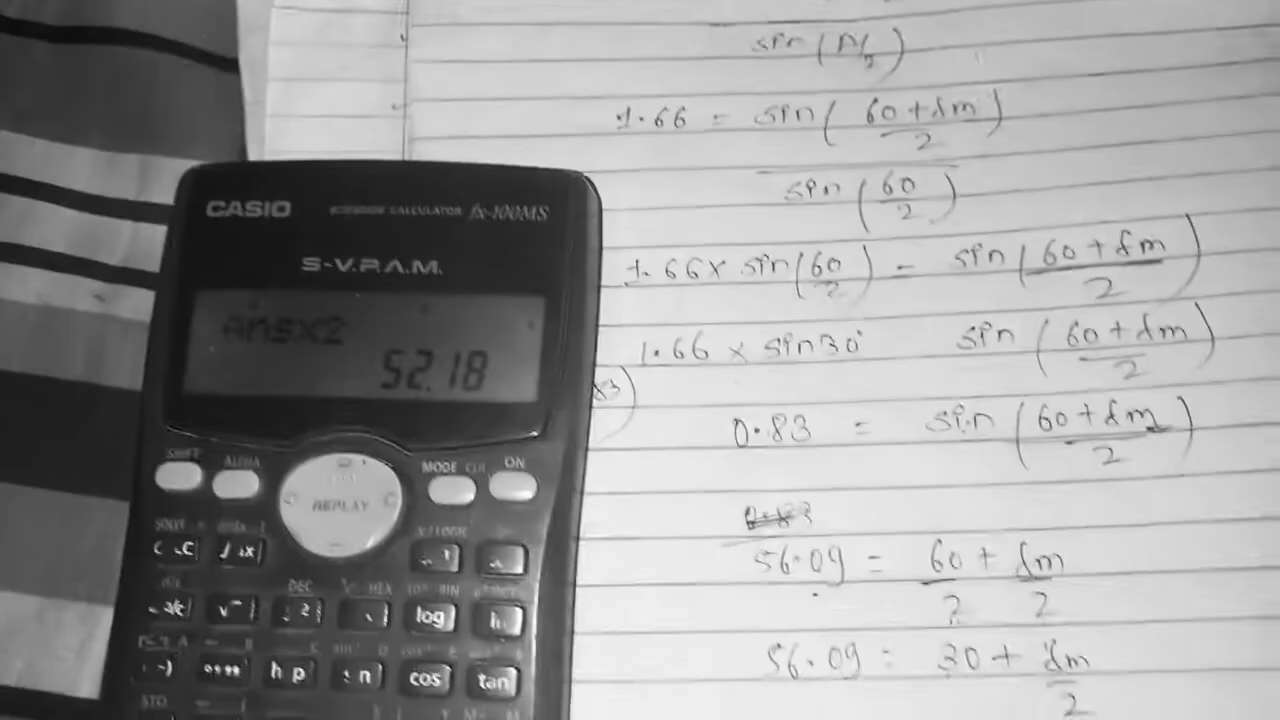 sin(A/2)
1.66 = sin(60+δm/2)
sin(60/2)
1.66 x sin(60/2) = sin(60+δm/2)
1.66 x sin30° sin(60+δm/2)
0.83 = sin(60+δm/2)
56.09 = 60/2 + δm/2
56.09 = 30 + δm/2
CASIO fx-100MS
S-V.P.A.M.
Ans×2
52.18
SHIFT ALPHA MODE CLR ON
REPLAY
log
cos tan
STO